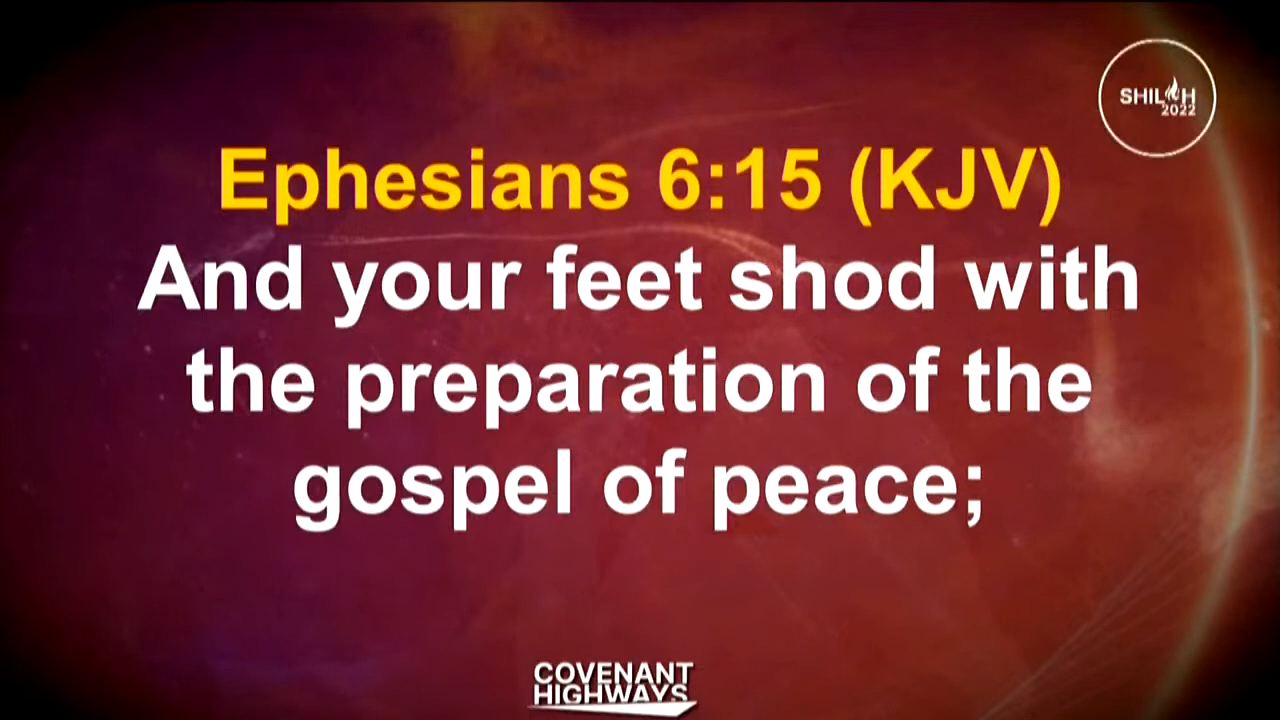 SHILOH
2022
Ephesians 6:15 (KJV)
And your feet shod with
the preparation of the
gospel of peace;
COVENANT
HIGHWAYS